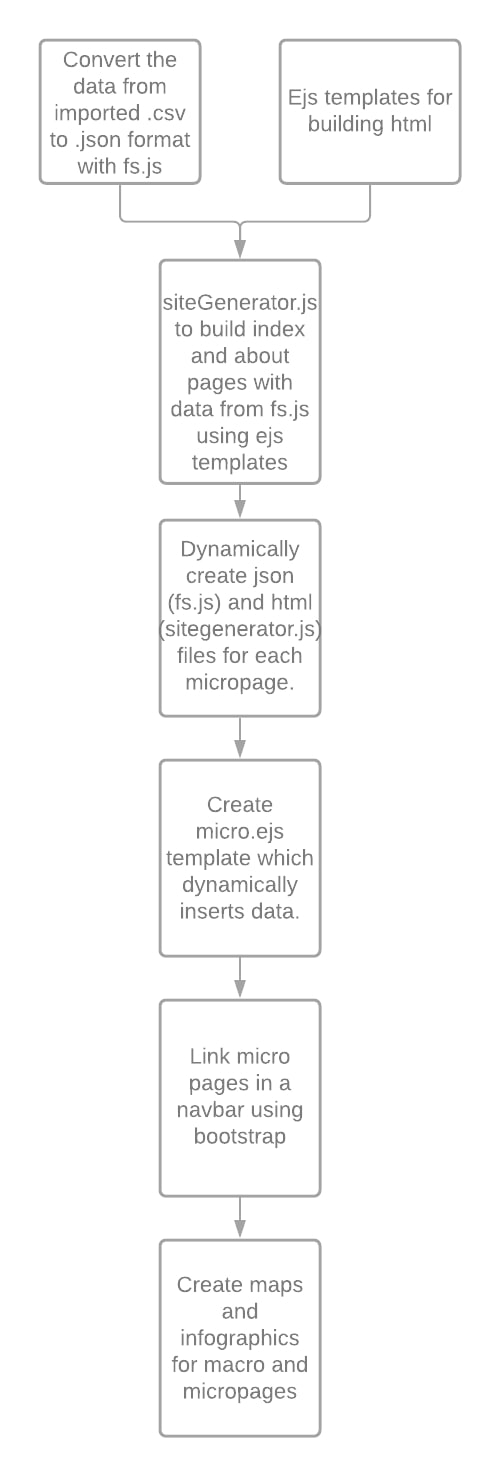 Convert the
data from
imported .csv
to .json format
with fs.js
Ejs templates for
building html
siteGenerator.js
to build index
and about
pages with
data from fs.js
using ejs
templates
Dynamically
create json
(fs.js) and html
(sitegenerator.js)
files for each
micropage.
Create
micro.ejs
template which
dynamically
inserts data.
Link micro
pages in a
navbar using
bootstrap
Create maps
and
infographics
for macro and
micropages